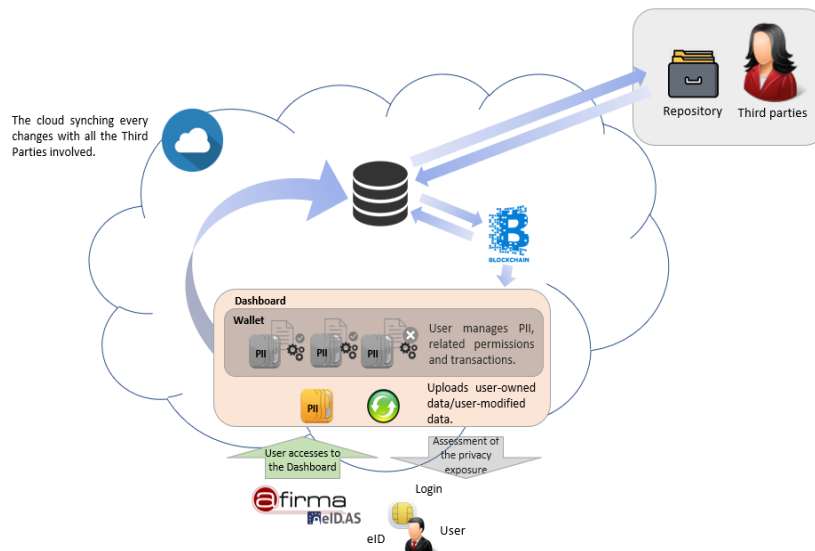 The cloud synching every
changes with all the Third
Parties involved.
Repository
Third parties
BLOCKCHAIN
Dashboard
Wallet
PII
PII
PII
User manages PII,
related permissions
and transactions.
PII
Uploads user-owned
data/user-modified
data.
User accesses to
the Dashboard
Assessment of
the privacy
exposure
@firma
eID.AS
Login
eID
User